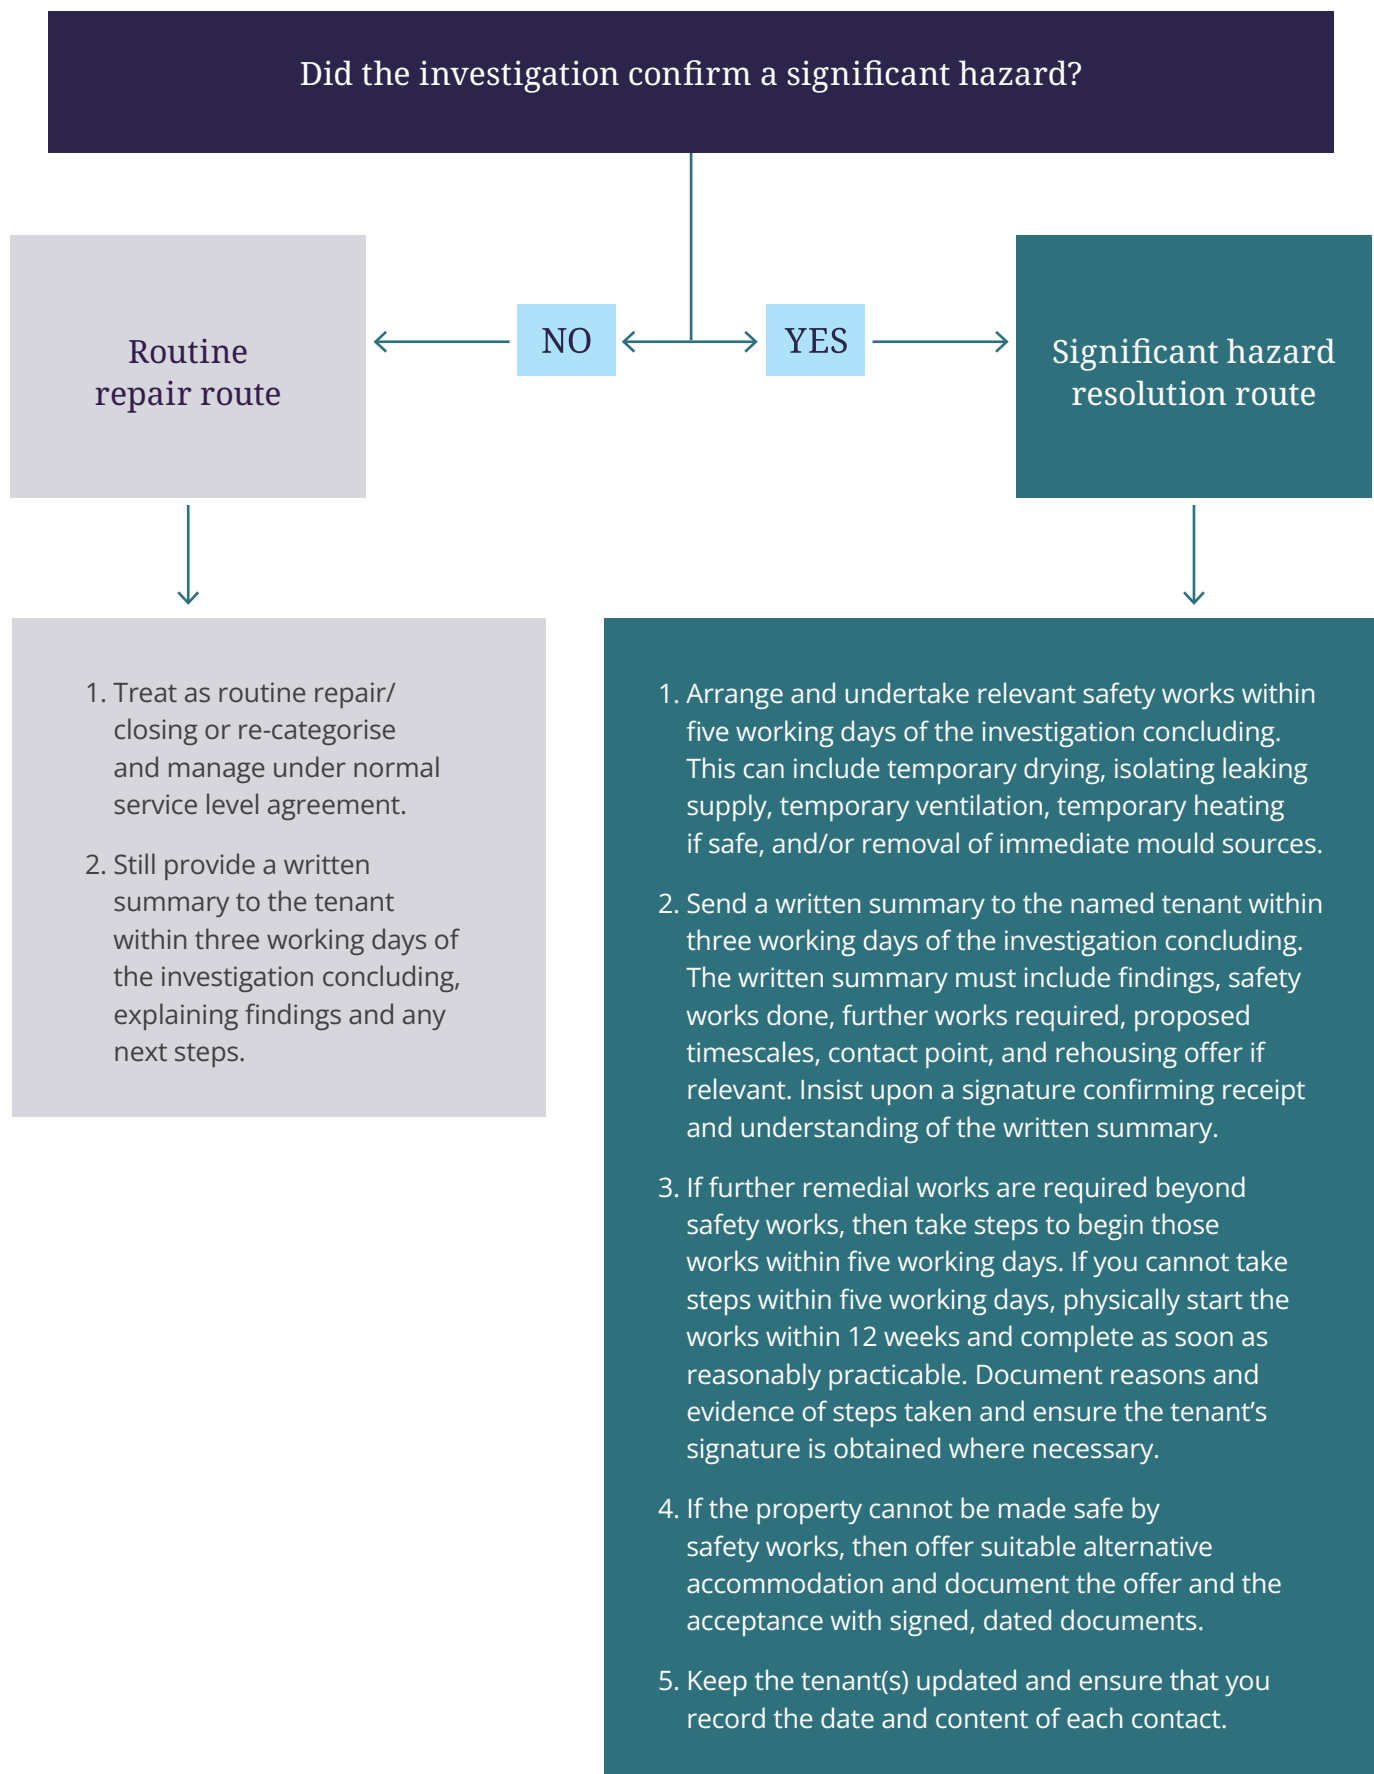 Did the investigation confirm a significant hazard?
NO
YES
Routine
repair route
Significant hazard
resolution route
1. Treat as routine repair/
closing or re-categorise
and manage under normal
service level agreement.
2. Still provide a written
summary to the tenant
within three working days of
the investigation concluding,
explaining findings and any
next steps.
1. Arrange and undertake relevant safety works within
five working days of the investigation concluding.
This can include temporary drying, isolating leaking
supply, temporary ventilation, temporary heating
if safe, and/or removal of immediate mould sources.
2. Send a written summary to the named tenant within
three working days of the investigation concluding.
The written summary must include findings, safety
works done, further works required, proposed
timescales, contact point, and rehousing offer if
relevant. Insist upon a signature confirming receipt
and understanding of the written summary.
3. If further remedial works are required beyond
safety works, then take steps to begin those
works within five working days. If you cannot take
steps within five working days, physically start the
works within 12 weeks and complete as soon as
reasonably practicable. Document reasons and
evidence of steps taken and ensure the tenant’s
signature is obtained where necessary.
4. If the property cannot be made safe by
safety works, then offer suitable alternative
accommodation and document the offer and the
acceptance with signed, dated documents.
5. Keep the tenant(s) updated and ensure that you
record the date and content of each contact.